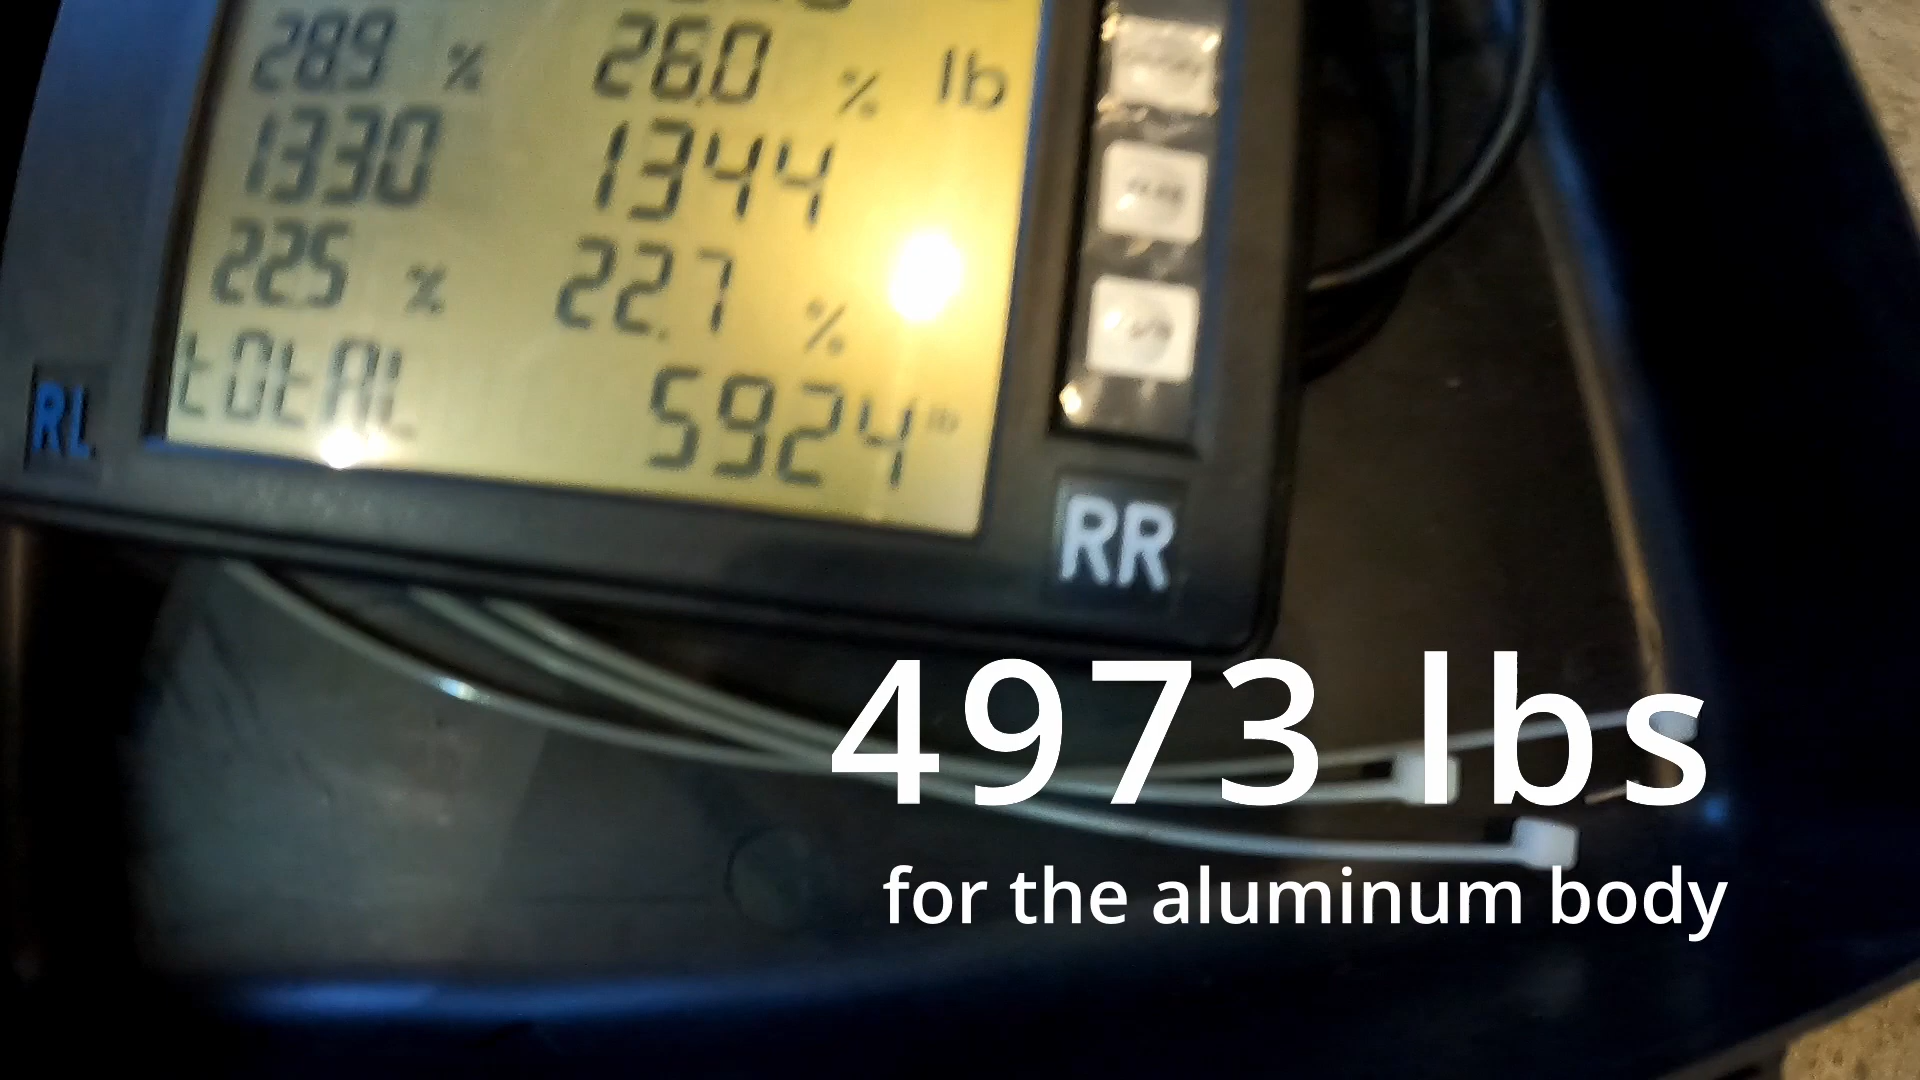 28.9 % 26.0 % lb
1330 1344
22.5 % 22.7 %
tOtAL 5924 lb
RL
RR
4973 lbs
for the aluminum body